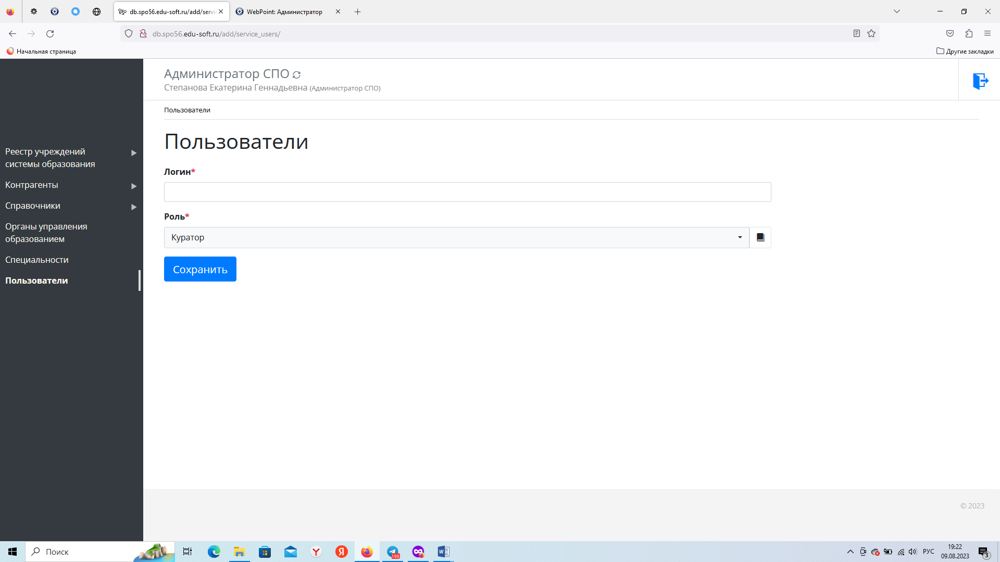 db.spo56.edu-soft.ru/add/servi
WebPoint: Администратор
db.spo56.edu-soft.ru/add/service_users/
Начальная страница
Другие закладки
Администратор СПО
Степанова Екатерина Геннадьевна (Администратор СПО)
Пользователи
Пользователи
Реестр учреждений
системы образования
Контрагенты
Справочники
Органы управления
образованием
Специальности
Пользователи
Логин*
Роль*
Куратор
Сохранить
© 2023
Поиск
199
РУС
19:22
09.08.2023
3